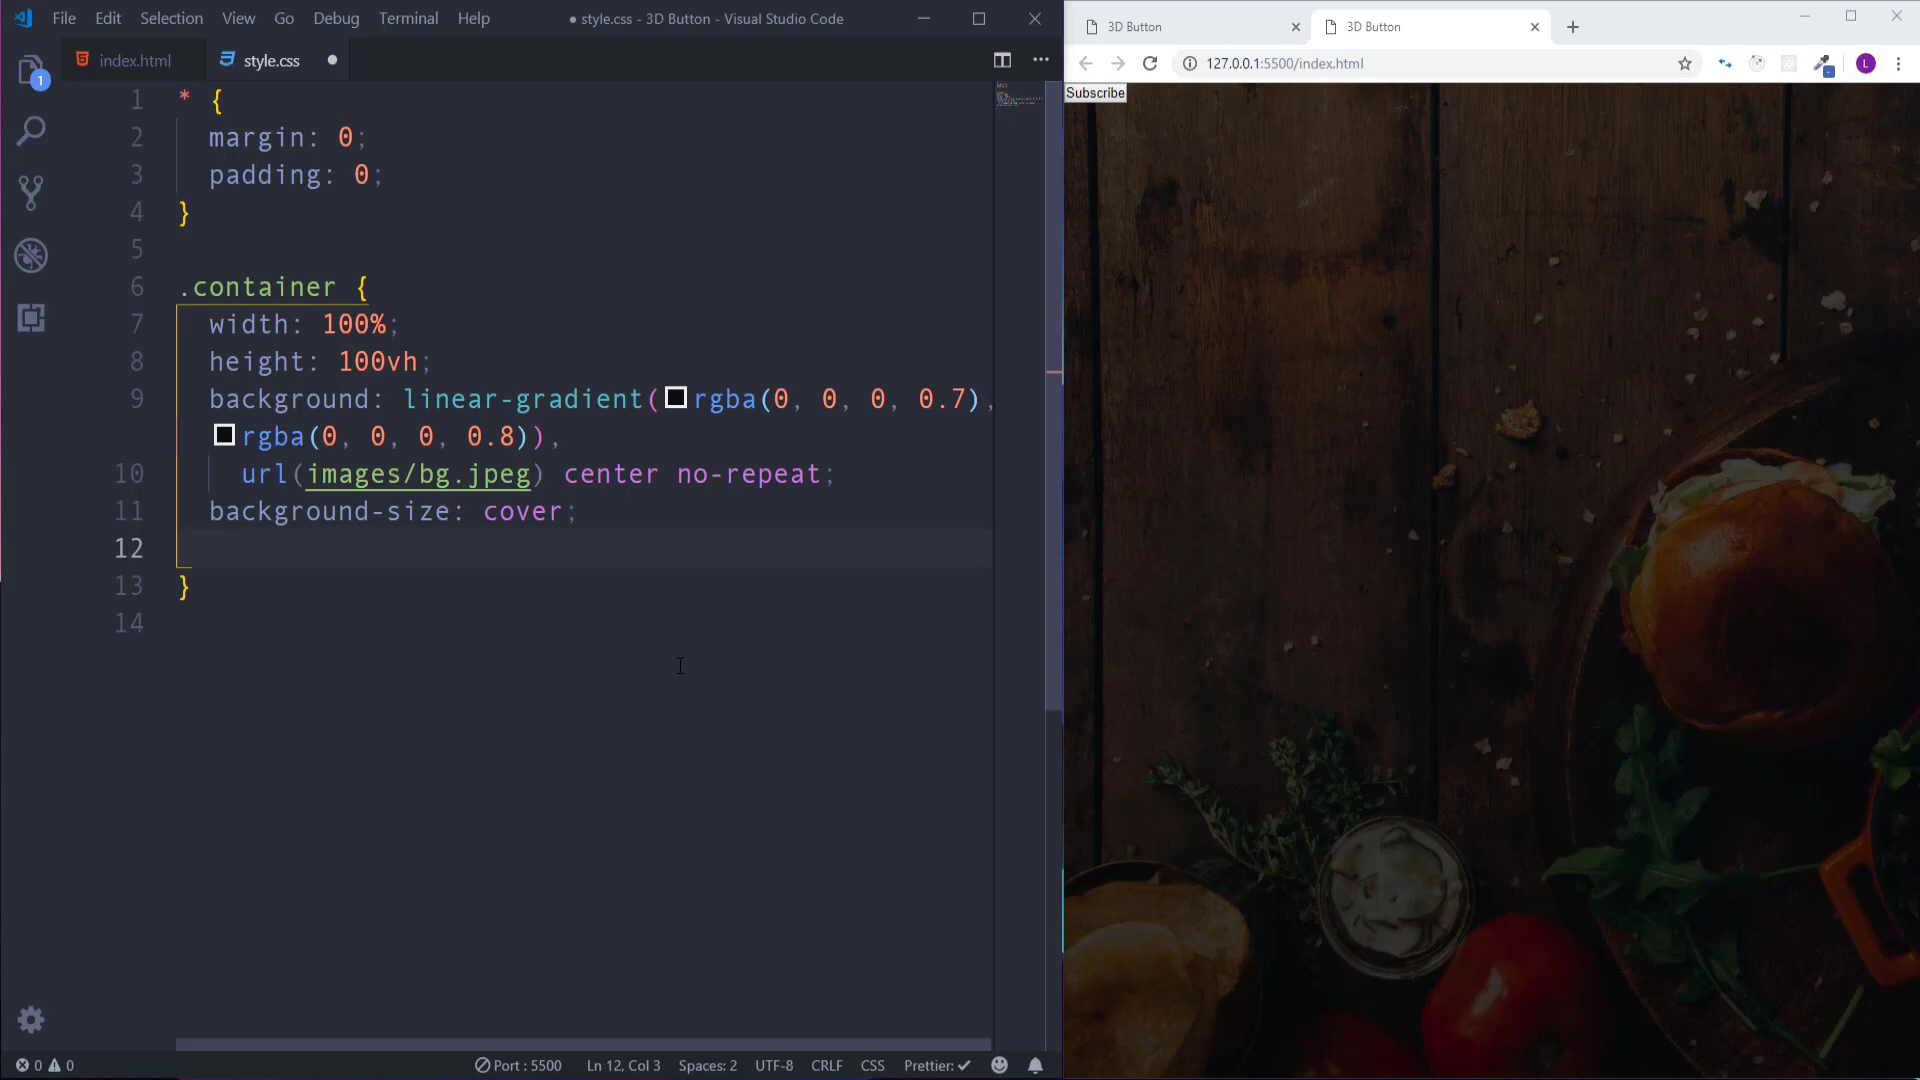 File Edit Selection View Go Debug Terminal Help
● style.css - 3D Button - Visual Studio Code
3D Button
3D Button
index.html
style.css
127.0.0.1:5500/index.html
L
1
Subscribe
1 * {
2 margin: 0;
3 padding: 0;
4 }
5
6 .container {
7 width: 100%;
8 height: 100vh;
9 background: linear-gradient(rgba(0, 0, 0, 0.7),
rgba(0, 0, 0, 0.8)),
10 url(images/bg.jpeg) center no-repeat;
11 background-size: cover;
12
13 }
14
0 0 Port : 5500 Ln 12, Col 3 Spaces: 2 UTF-8 CRLF CSS Prettier: ✓